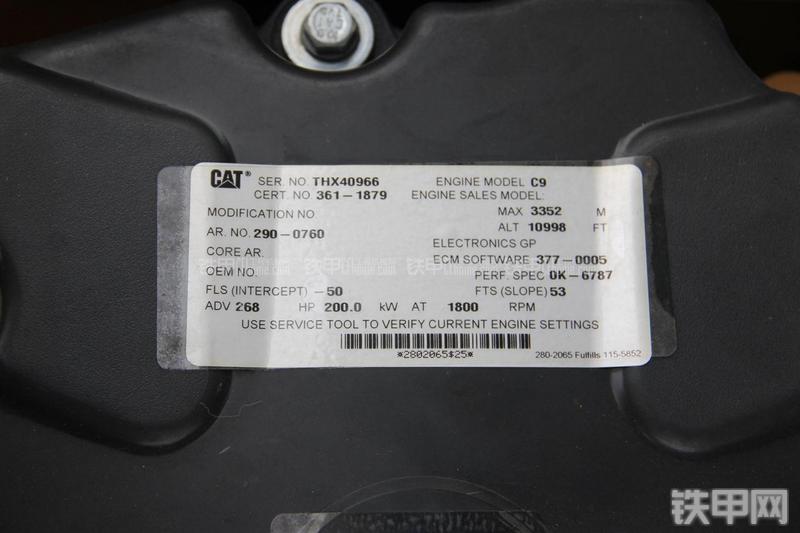 CAT® SER. NO. THX40966 ENGINE MODEL C9
CERT. NO. 361-1879 ENGINE SALES MODEL:
MODIFICATION NO MAX 3352 M
AR. NO. 290-0760 ALT 10998 FT
CORE AR. ELECTRONICS GP
ECM SOFTWARE 377-0005
OEM NO. PERF. SPEC 0K-6787
FLS (INTERCEPT) -50 FTS (SLOPE) 53
ADV 268 HP 200.0 kW AT 1800 RPM
USE SERVICE TOOL TO VERIFY CURRENT ENGINE SETTINGS
*2802065$25* 280-2065 Fulfills 115-5852
铁甲网